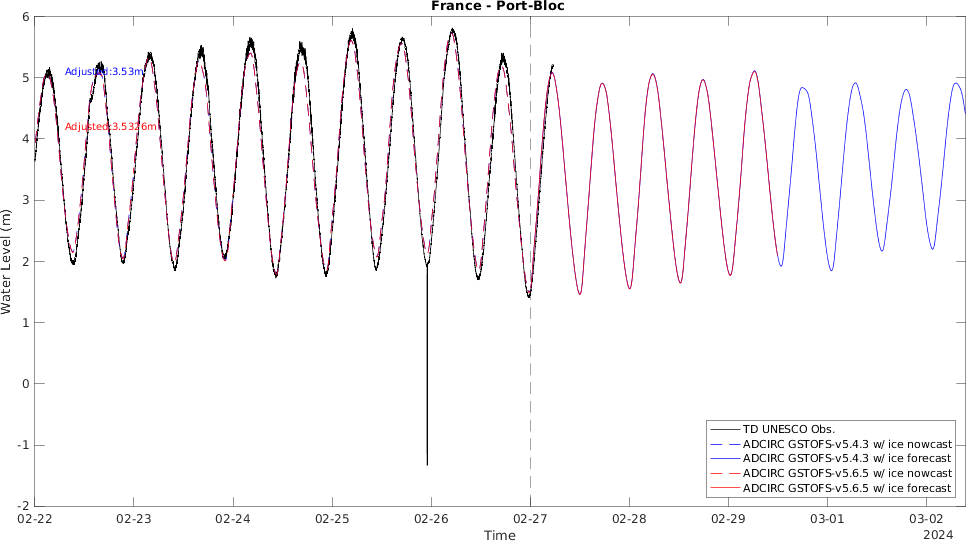 France - Port-Bloc
6
5
4
3
2
1
0
-1
-2
Water Level (m)
Adjusted:3.53m
Adjusted:3.5326m
TD UNESCO Obs.
ADCIRC GSTOFS-v5.4.3 w/ ice nowcast
ADCIRC GSTOFS-v5.4.3 w/ ice forecast
ADCIRC GSTOFS-v5.6.5 w/ ice nowcast
ADCIRC GSTOFS-v5.6.5 w/ ice forecast
02-22 02-23 02-24 02-25 02-26 02-27 02-28 02-29 03-01 03-02
Time 2024